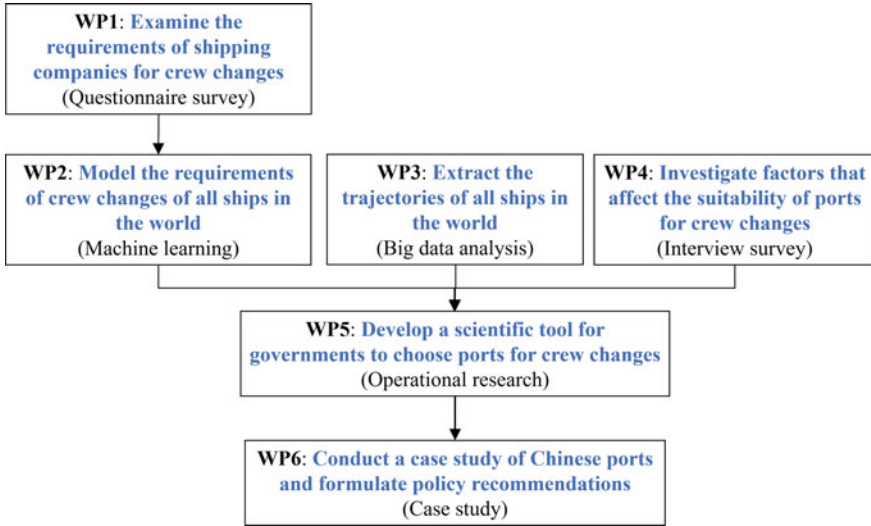 WP1: Examine the
requirements of shipping
companies for crew changes
(Questionnaire survey)
WP2: Model the requirements
of crew changes of all ships in
the world
(Machine learning)
WP3: Extract the
trajectories of all ships in
the world
(Big data analysis)
WP4: Investigate factors that
affect the suitability of ports
for crew changes
(Interview survey)
WP5: Develop a scientific tool for
governments to choose ports for crew changes
(Operational research)
WP6: Conduct a case study of Chinese ports
and formulate policy recommendations
(Case study)